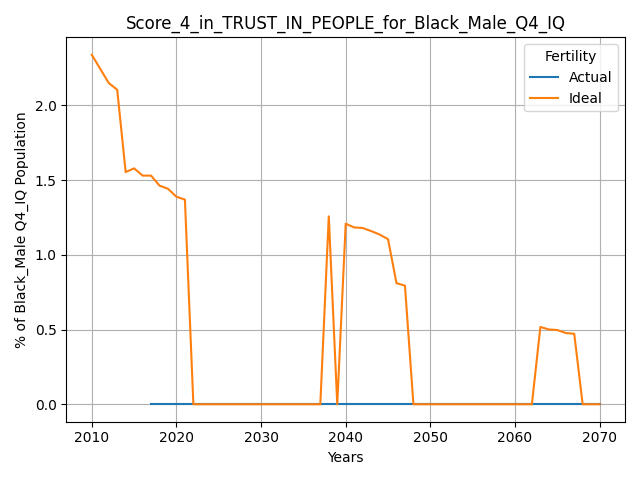 Score_4_in_TRUST_IN_PEOPLE_for_Black_Male_Q4_IQ
Fertility
Actual
Ideal
% of Black_Male Q4_IQ Population
2.0
1.5
1.0
0.5
0.0
2010
2020
2030
2040
2050
2060
2070
Years